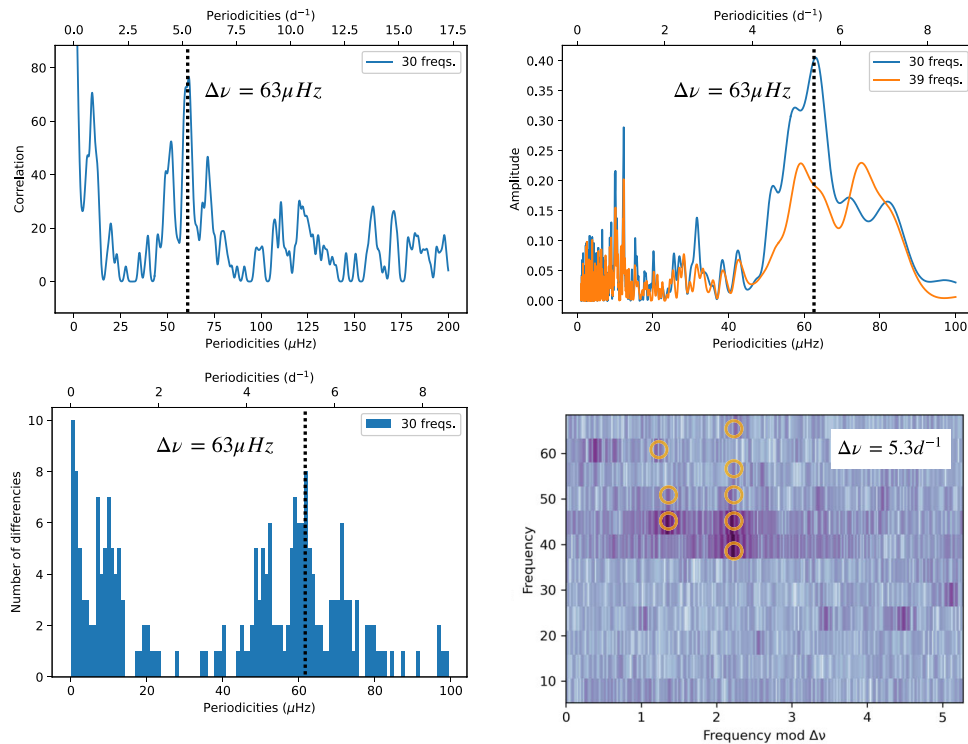 Periodicities (d⁻¹)
0.0 2.5 5.0 7.5 10.0 12.5 15.0 17.5
30 freqs.
Δν = 63μHz
Correlation
80
60
40
20
0
0 25 50 75 100 125 150 175 200
Periodicities (μHz)
Periodicities (d⁻¹)
0 2 4 6 8
30 freqs.
39 freqs.
Δν = 63μHz
Amplitude
0.40
0.35
0.30
0.25
0.20
0.15
0.10
0.05
0.00
0 20 40 60 80 100
Periodicities (μHz)
Periodicities (d⁻¹)
0 2 4 6 8
30 freqs.
Δν = 63μHz
Number of differences
10
8
6
4
2
0
0 20 40 60 80 100
Periodicities (μHz)
Δν = 5.3d⁻¹
Frequency
60
50
40
30
20
10
0 1 2 3 4 5
Frequency mod Δν